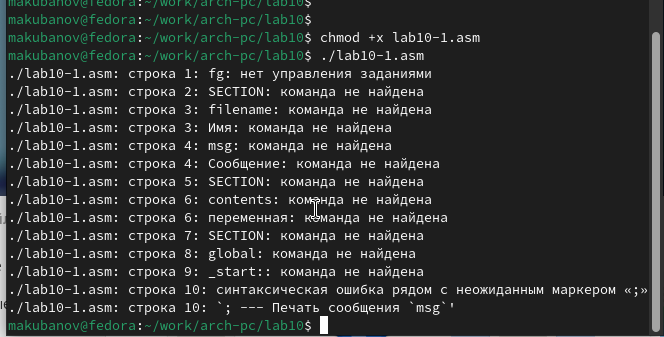 makubanov@fedora:~/work/arch-pc/lab10$
makubanov@fedora:~/work/arch-pc/lab10$
makubanov@fedora:~/work/arch-pc/lab10$ chmod +x lab10-1.asm
makubanov@fedora:~/work/arch-pc/lab10$ ./lab10-1.asm
./lab10-1.asm: строка 1: fg: нет управления заданиями
./lab10-1.asm: строка 2: SECTION: команда не найдена
./lab10-1.asm: строка 3: filename: команда не найдена
./lab10-1.asm: строка 3: Имя: команда не найдена
./lab10-1.asm: строка 4: msg: команда не найдена
./lab10-1.asm: строка 4: Сообщение: команда не найдена
./lab10-1.asm: строка 5: SECTION: команда не найдена
./lab10-1.asm: строка 6: contents: команда не найдена
./lab10-1.asm: строка 6: переменная: команда не найдена
./lab10-1.asm: строка 7: SECTION: команда не найдена
./lab10-1.asm: строка 8: global: команда не найдена
./lab10-1.asm: строка 9: _start:: команда не найдена
./lab10-1.asm: строка 10: синтаксическая ошибка рядом с неожиданным маркером «;»
./lab10-1.asm: строка 10: `; --- Печать сообщения `msg`'
makubanov@fedora:~/work/arch-pc/lab10$